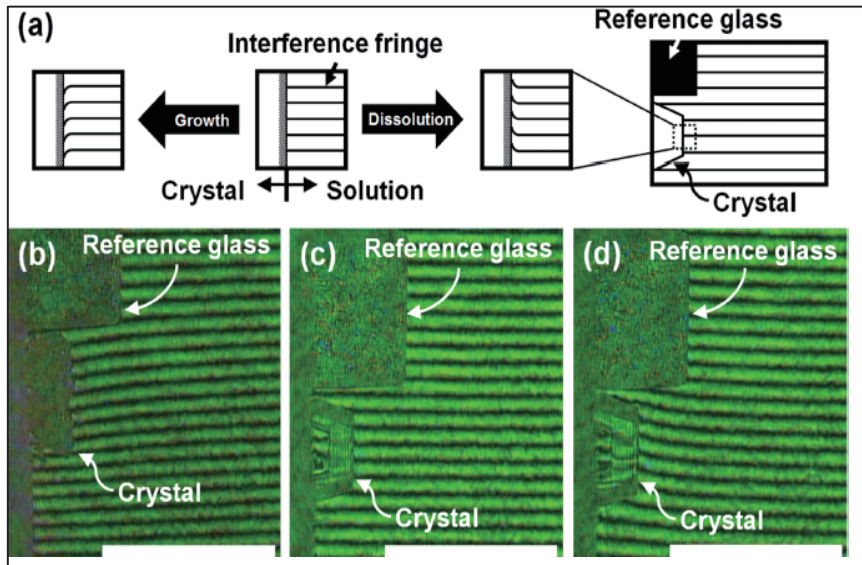 (a)
Reference glass
Interference fringe
Growth
Dissolution
Crystal
Solution
Crystal
(b)
Reference glass
Crystal
(c)
Reference glass
Crystal
(d)
Reference glass
Crystal